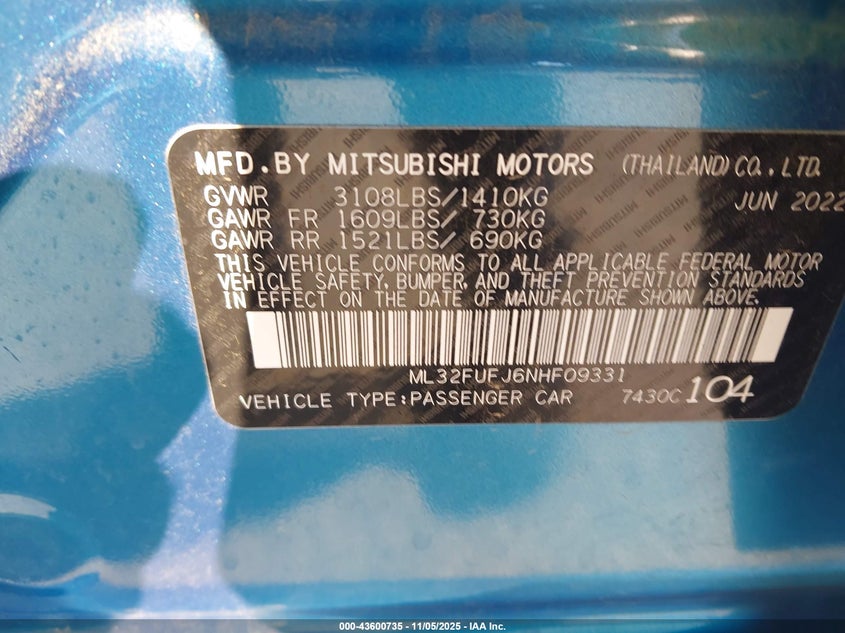 MFD.BY MITSUBISHI MOTORS (THAILAND) CO., LTD.
GVWR 3108LBS/1410KG JUN 2022
GAWR FR 1609LBS/ 730KG
GAWR RR 1521LBS/ 690KG
THIS VEHICLE CONFORMS TO ALL APPLICABLE FEDERAL MOTOR
VEHICLE SAFETY, BUMPER, AND THEFT PREVENTION STANDARDS
IN EFFECT ON THE DATE OF MANUFACTURE SHOWN ABOVE.
ML32FUFJ6NHF09331
VEHICLE TYPE:PASSENGER CAR 7430C 104
000-43600735 - 11/05/2025 - IAA Inc.